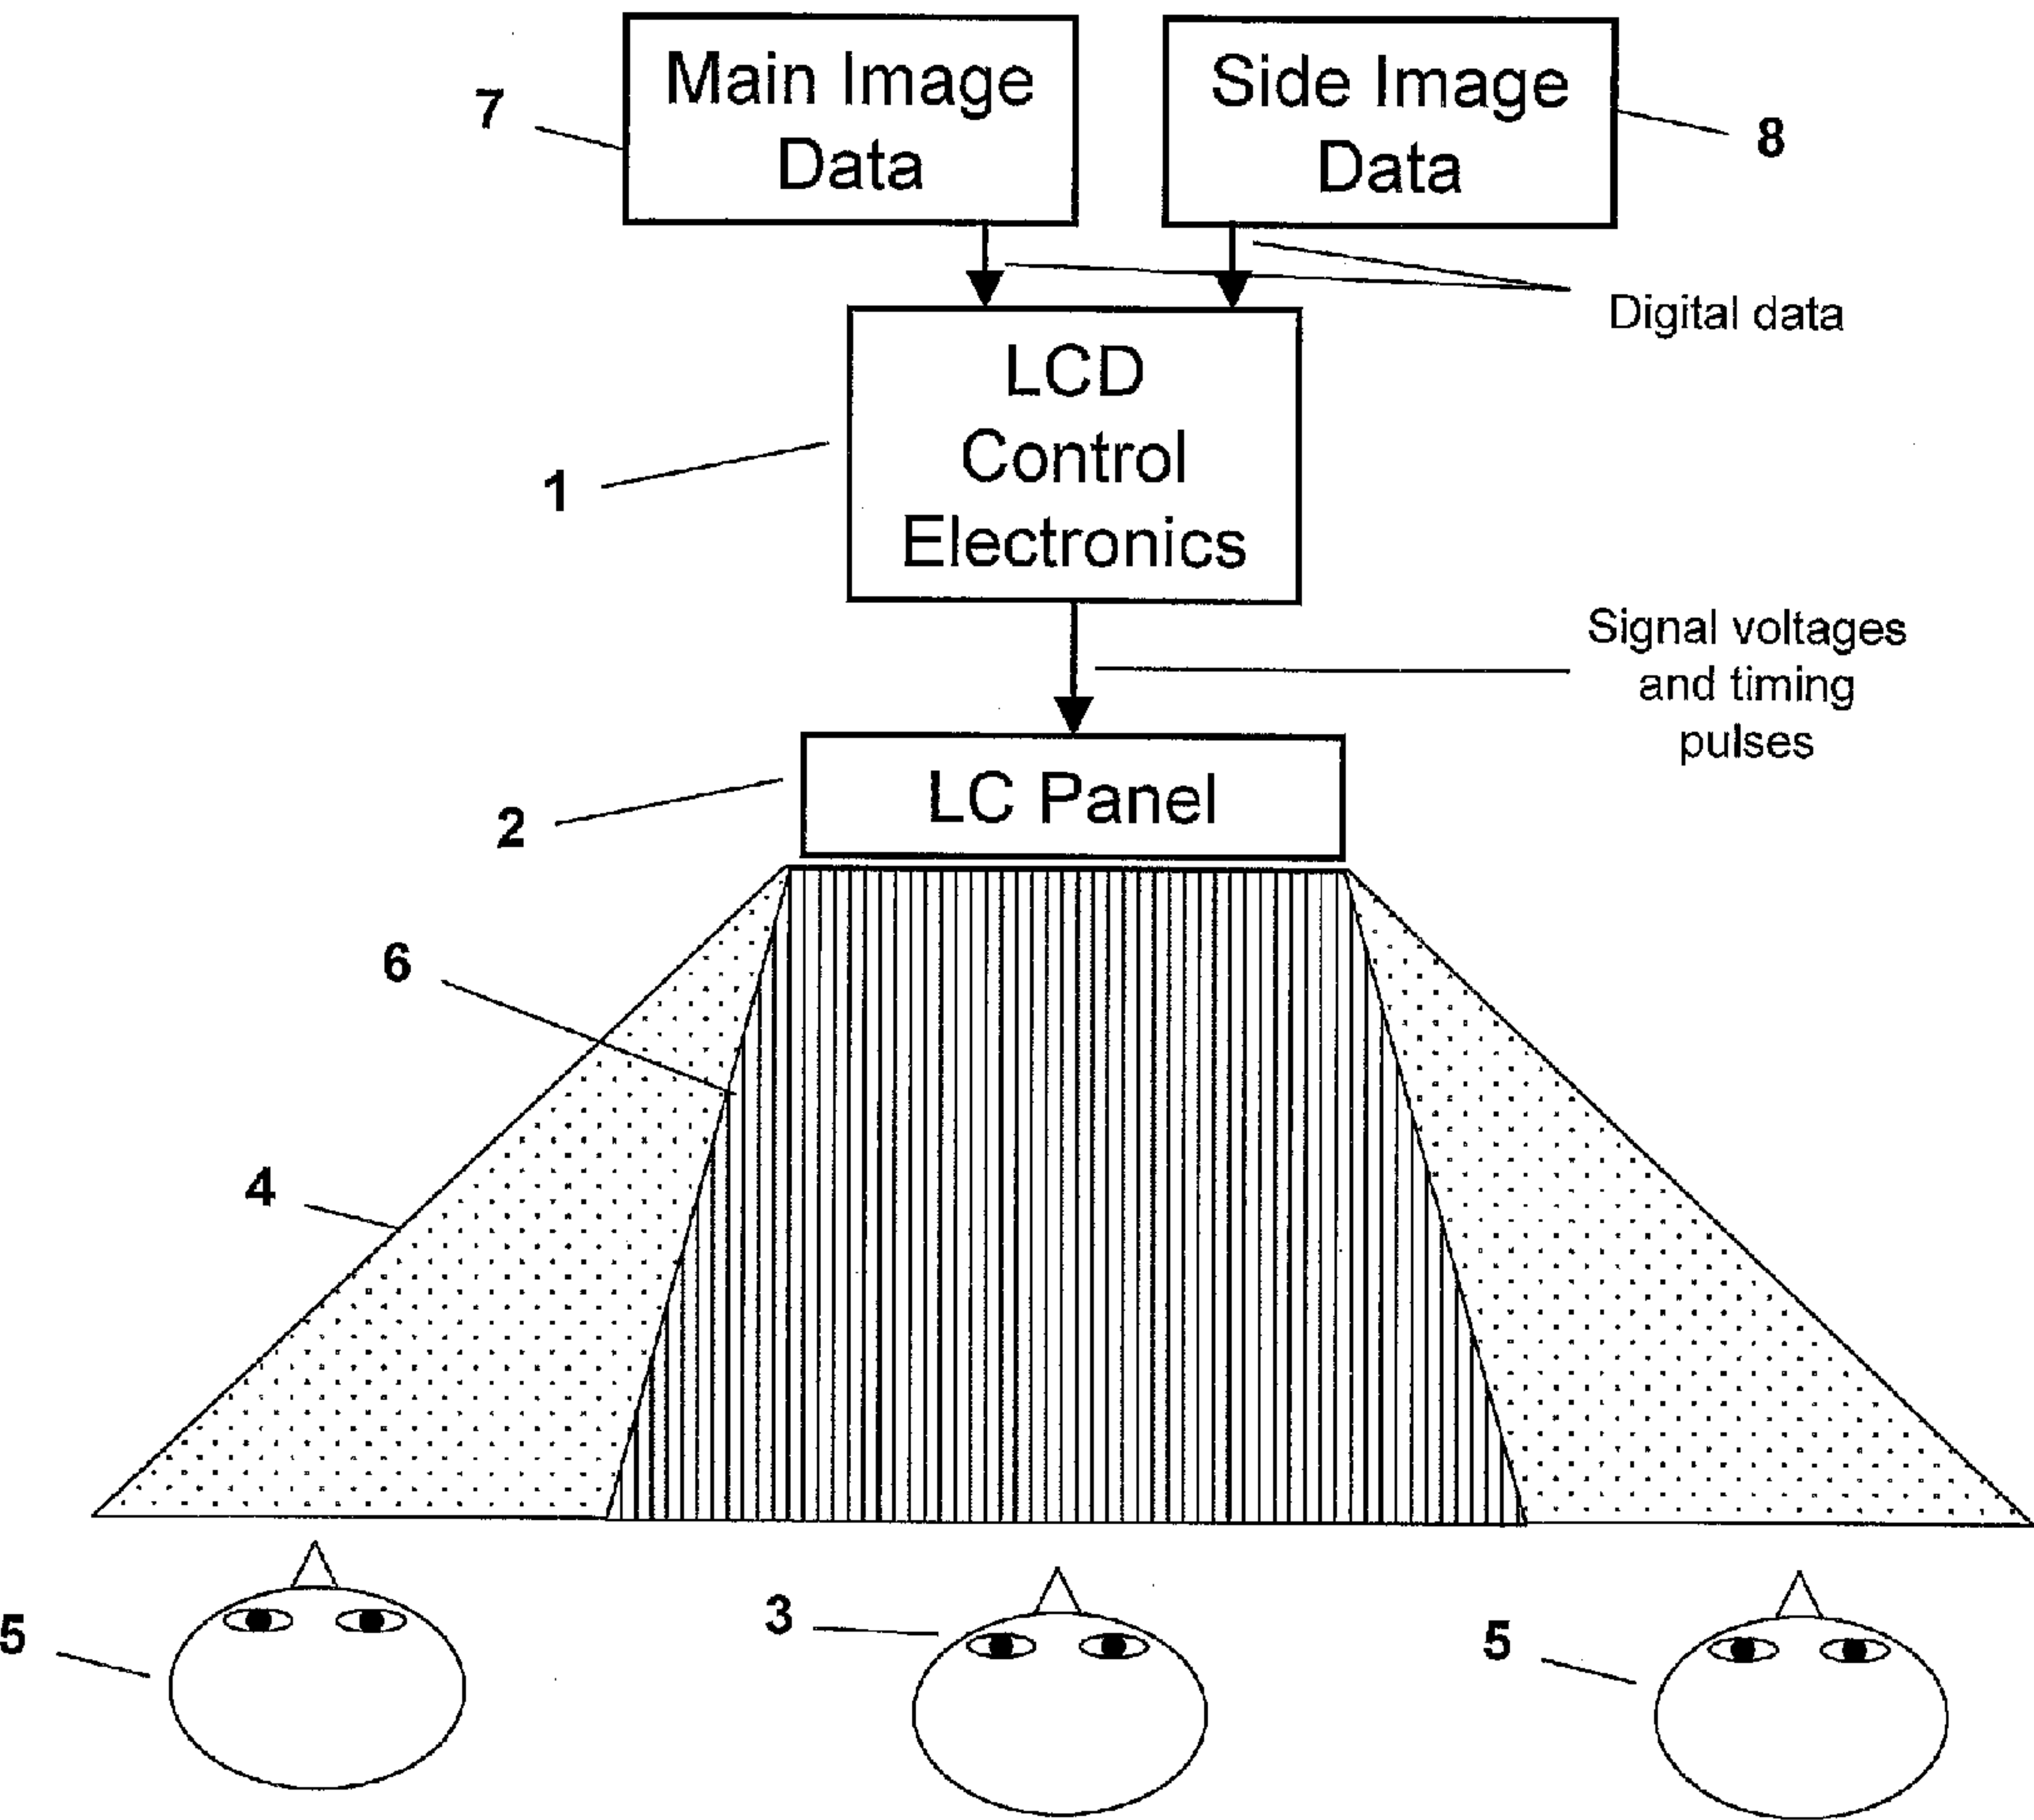 Main Image
Data
7
Side Image
Data
8
Digital data
LCD
Control
Electronics
1
Signal voltages
and timing
pulses
LC Panel
2
6
4
5
3
5